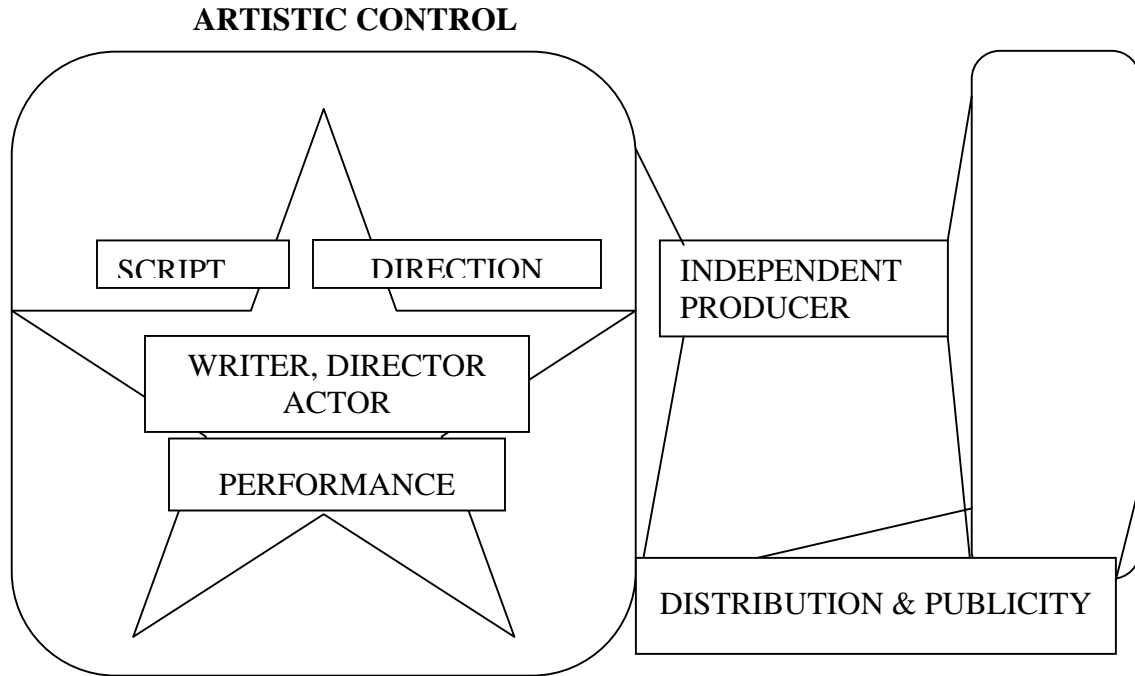 ARTISTIC CONTROL
SCRIPT
DIRECTION
INDEPENDENT
PRODUCER
WRITER, DIRECTOR
ACTOR
PERFORMANCE
DISTRIBUTION & PUBLICITY